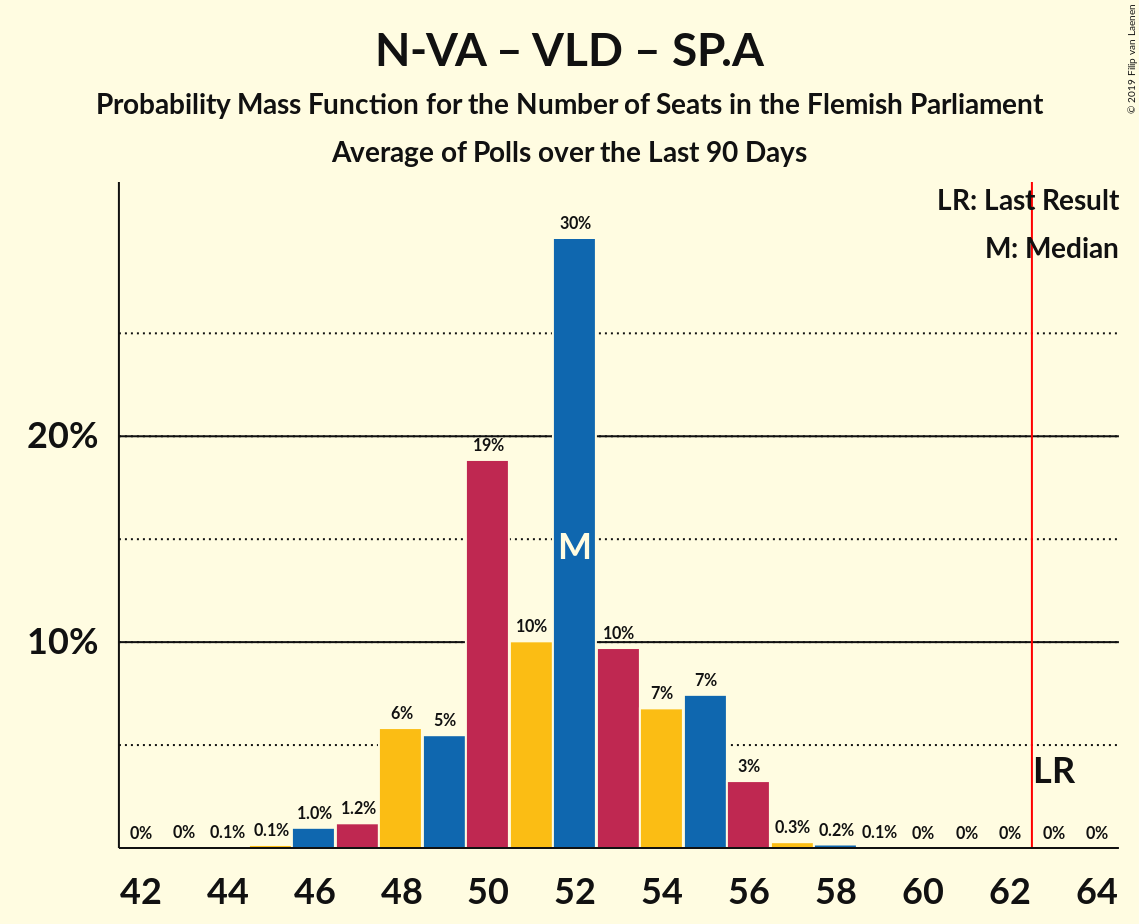 N-VA – VLD – SP.A
Probability Mass Function for the Number of Seats in the Flemish Parliament
Average of Polls over the Last 90 Days
© 2019 Filip van Laenen
LR: Last Result
M: Median
30%
20%
19%
M
10%
10%
10%
7%
7%
6%
5%
3%
LR
0%
0%
0.1%
0.1%
1.0%
1.2%
0.3%
0.2%
0.1%
0%
0%
0%
0%
0%
42 44 46 48 50 52 54 56 58 60 62 64